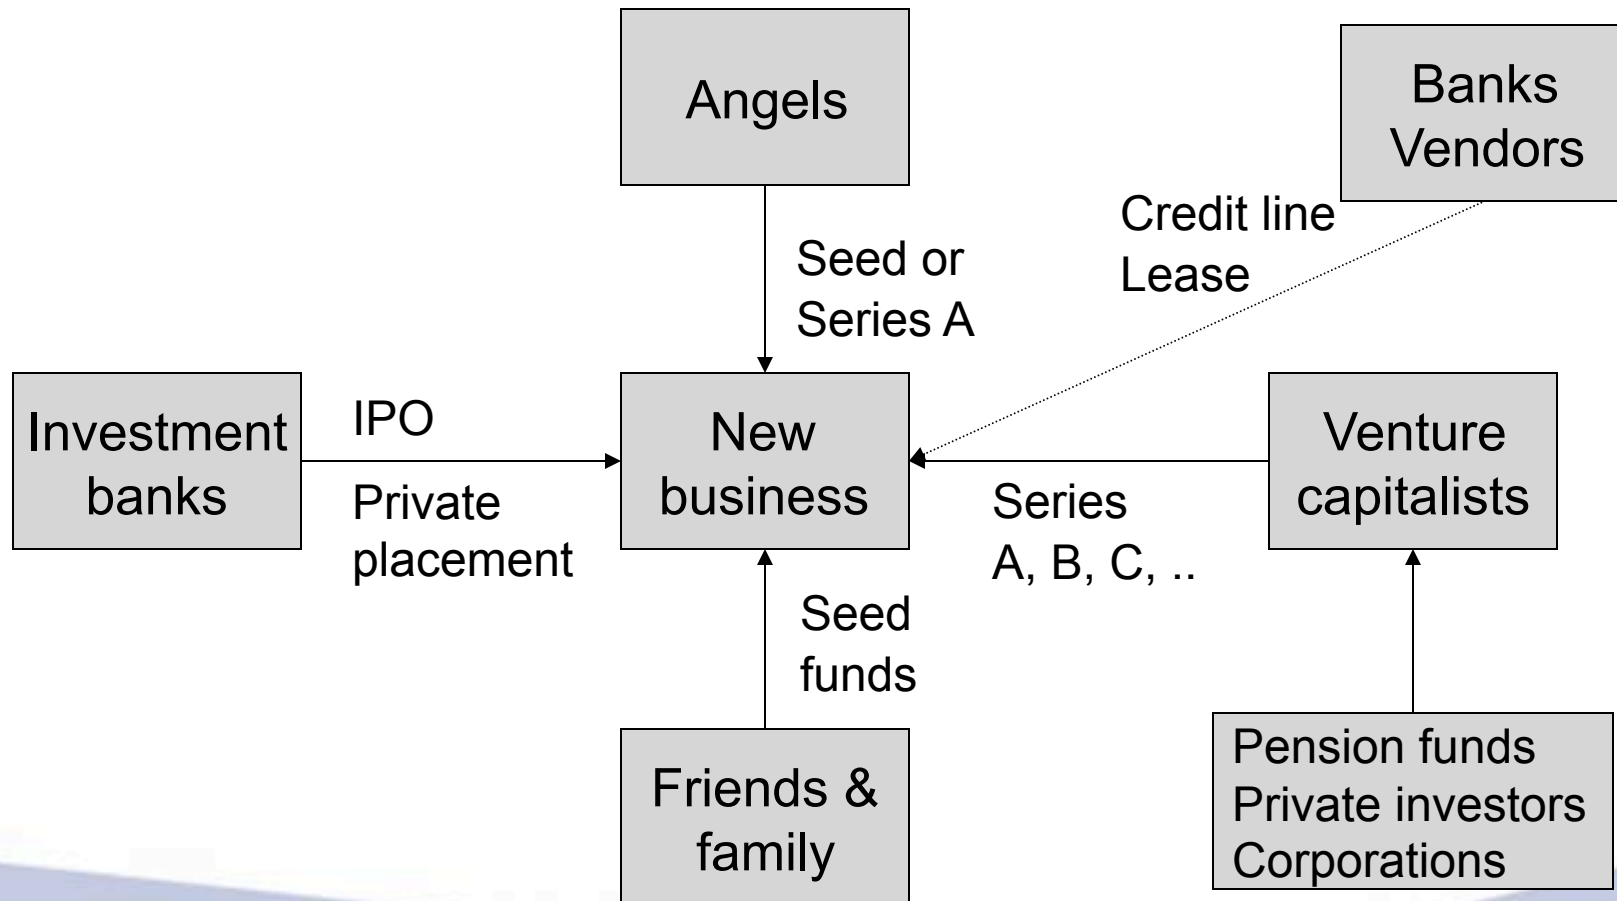 Angels
Banks
Vendors
Credit line
Lease
Seed or
Series A
Investment
banks
IPO
Private
placement
New
business
Series
A, B, C, ..
Venture
capitalists
Seed
funds
Friends &
family
Pension funds
Private investors
Corporations